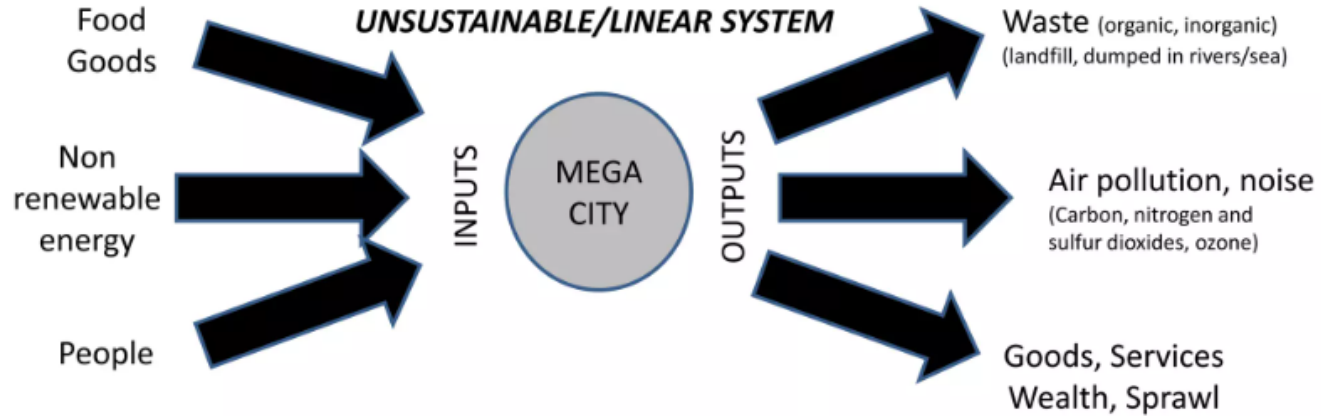 UNSUSTAINABLE/LINEAR SYSTEM
Food
Goods
Non
renewable
energy
People
INPUTS
MEGA
CITY
OUTPUTS
Waste (organic, inorganic)
(landfill, dumped in rivers/sea)
Air pollution, noise
(Carbon, nitrogen and
sulfur dioxides, ozone)
Goods, Services
Wealth, Sprawl